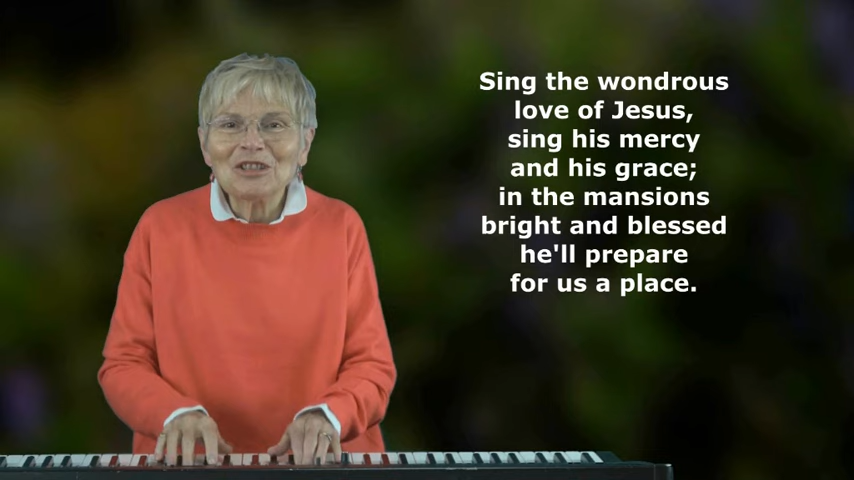 Sing the wondrous
love of Jesus,
sing his mercy
and his grace;
in the mansions
bright and blessed
he'll prepare
for us a place.